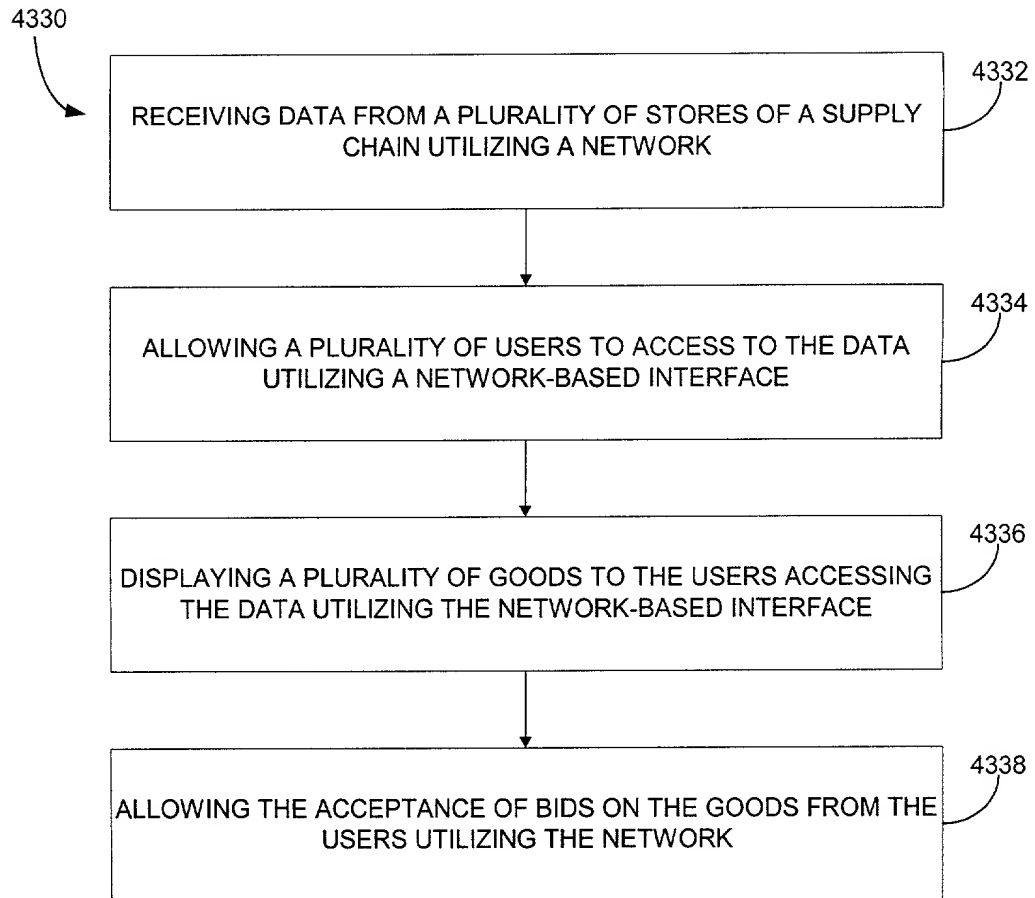 4330
4332
RECEIVING DATA FROM A PLURALITY OF STORES OF A SUPPLY
CHAIN UTILIZING A NETWORK
4334
ALLOWING A PLURALITY OF USERS TO ACCESS TO THE DATA
UTILIZING A NETWORK-BASED INTERFACE
4336
DISPLAYING A PLURALITY OF GOODS TO THE USERS ACCESSING
THE DATA UTILIZING THE NETWORK-BASED INTERFACE
4338
ALLOWING THE ACCEPTANCE OF BIDS ON THE GOODS FROM THE
USERS UTILIZING THE NETWORK